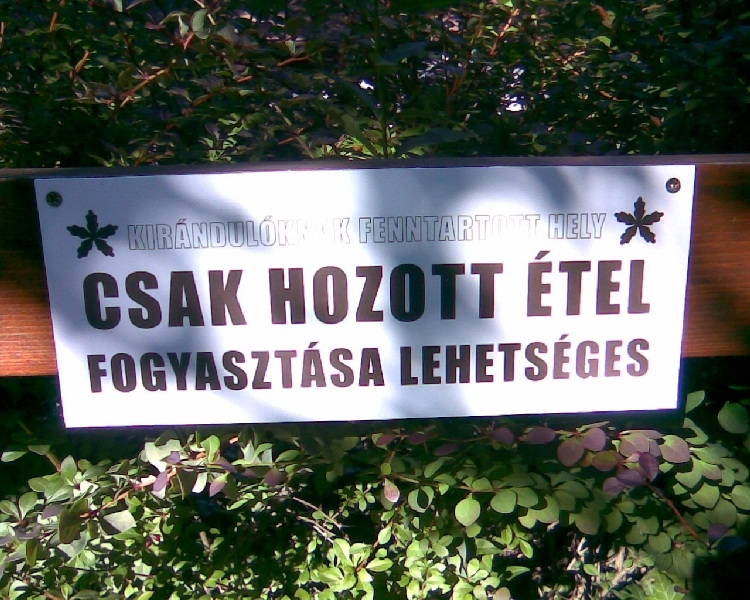 KIRÁNDULÓKNAK FENNTARTOTT HELY
CSAK HOZOTT ÉTEL
FOGYASZTÁSA LEHETSÉGES